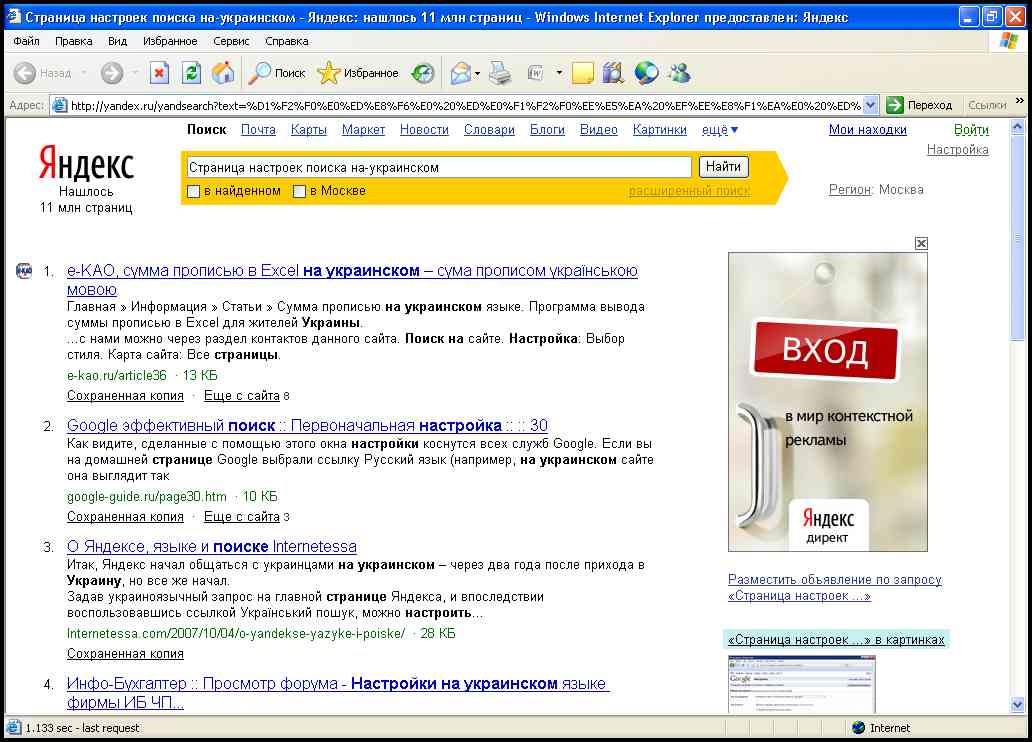 Страница настроек поиска на-украинском - Яндекс: нашлось 11 млн страниц - Windows Internet Explorer предоставлен: Яндекс
Файл Правка Вид Избранное Сервис Справка
Назад Поиск Избранное
Адрес: http://yandex.ru/yandsearch?text=%D1%F2%F0%E0%ED%E8%F6%E0%20%ED%E0%F1%F2%F0%EE%E5%EA%20%EF%EE%E8%F1%EA%E0%20%ED% Переход Ссылки »
Поиск Почта Карты Маркет Новости Словари Блоги Видео Картинки ещё ▼ Мои находки Войти
Настройка
Яндекс
Нашлось
11 млн страниц
Страница настроек поиска на-украинском Найти
в найденном в Москве расширенный поиск
Регион: Москва
1. e-КАО, сумма прописью в Excel на украинском – сума прописом українською
мовою
Главная » Информация » Статьи » Сумма прописью на украинском языке. Программа вывода
суммы прописью в Excel для жителей Украины.
...с нами можно через раздел контактов данного сайта. Поиск на сайте. Настройка: Выбор
стиля. Карта сайта: Все страницы.
e-kao.ru/article36 · 13 КБ
Сохраненная копия · Еще с сайта 8
2. Google эффективный поиск :: Первоначальная настройка :: :: 30
Как видите, сделанные с помощью этого окна настройки коснутся всех служб Google. Если вы
на домашней странице Google выбрали ссылку Русский язык (например, на украинском сайте
она выглядит так
google-guide.ru/page30.htm · 10 КБ
Сохраненная копия · Еще с сайта 3
3. О Яндексе, языке и поиске Internetessa
Итак, Яндекс начал общаться с украинцами на украинском – через два года после прихода в
Украину, но все же начал.
Задав украиноязычный запрос на главной странице Яндекса, и впоследствии
воспользовавшись ссылкой Український пошук, можно настроить...
Internetessa.com/2007/10/04/o-yandekse-yazyke-i-poiske/ · 28 КБ
Сохраненная копия
4. Инфо-Бухгалтер :: Просмотр форума - Настройки на украинском языке
фирмы ИБ ЧП...
ВХОД
в мир контекстной
рекламы
Яндекс
директ
Разместить объявление по запросу
«Страница настроек ...»
«Страница настроек ...» в картинках
1.133 sec - last request Internet